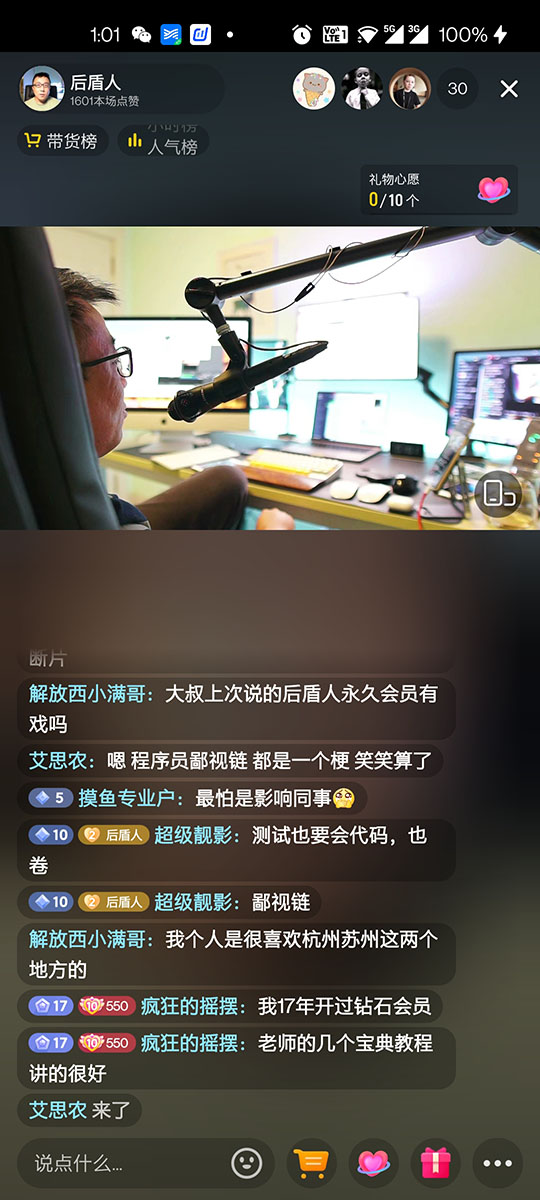 1:01
Vo LTE 1
5G
3G
100%
后盾人
1601本场点赞
30
带货榜
小时榜
人气榜
礼物心愿
0/10个
断片
解放西小满哥：大叔上次说的后盾人永久会员有
戏吗
艾思农：嗯 程序员鄙视链 都是一个梗 笑笑算了
5 摸鱼专业户：最怕是影响同事
10 2 后盾人 超级靓影：测试也要会代码，也
卷
10 2 后盾人 超级靓影：鄙视链
解放西小满哥：我个人是很喜欢杭州苏州这两个
地方的
17 10 550 疯狂的摇摆：我17年开过钻石会员
17 10 550 疯狂的摇摆：老师的几个宝典教程
讲的很好
艾思农 来了
说点什么...